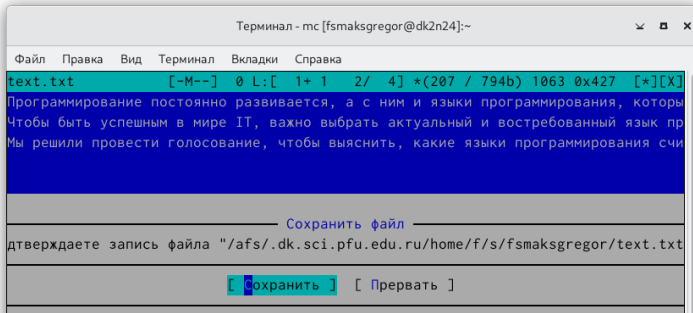 Терминал - mc [fsmaksgregor@dk2n24]:~
Файл Правка Вид Терминал Вкладки Справка
text.txt [-M--] 0 L:[ 1+ 1 2/ 4] *(207 / 794b) 1063 0x427 [*][X]
Программирование постоянно развивается, а с ним и языки программирования, которы
Чтобы быть успешным в мире IT, важно выбрать актуальный и востребованный язык пр
Мы решили провести голосование, чтобы выяснить, какие языки программирования счи
Сохранить файл
дтверждаете запись файла "/afs/.dk.sci.pfu.edu.ru/home/f/s/fsmaksgregor/text.txt
[ Сохранить ] [ Прервать ]